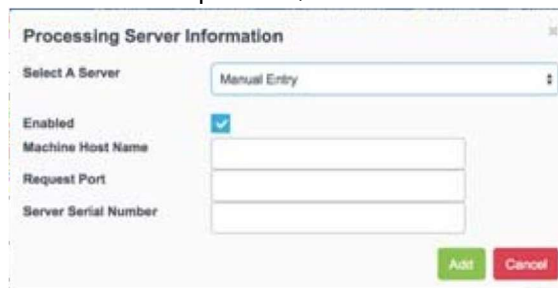 Processing Server Information
Select A Server
Manual Entry
Enabled
Machine Host Name
Request Port
Server Serial Number
Add Cancel